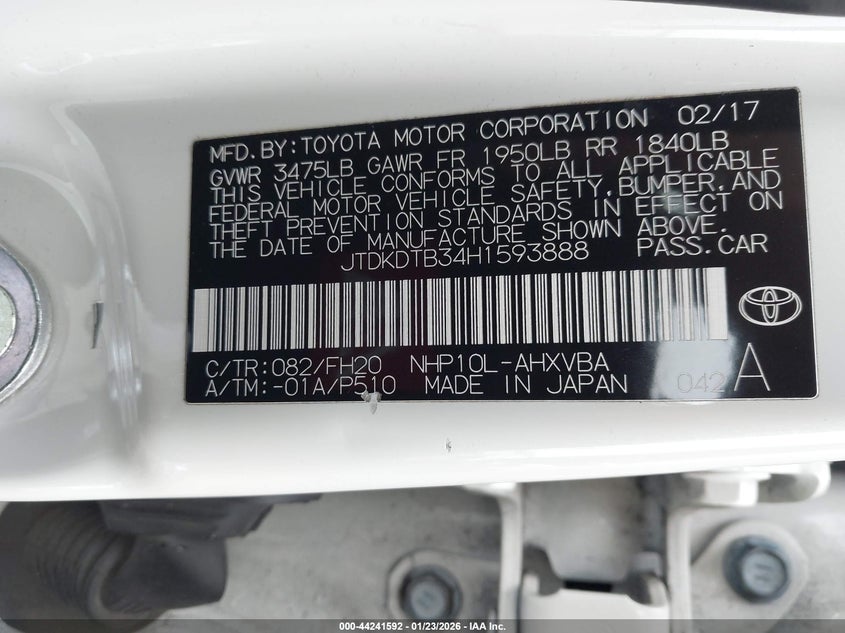 MFD.BY:TOYOTA MOTOR CORPORATION 02/17
GVWR 3475LB GAWR FR 1950LB RR 1840LB
THIS VEHICLE CONFORMS TO ALL APPLICABLE
FEDERAL MOTOR VEHICLE SAFETY,BUMPER,AND
THEFT PREVENTION STANDARDS IN EFFECT ON
THE DATE OF MANUFACTURE SHOWN ABOVE.
JTDKDTB34H1593888 PASS.CAR
C/TR:082/FH20 NHP10L-AHXVBA
A/TM:-01A/P510 MADE IN JAPAN 042 A
000-44241592 - 01/23/2026 - IAA Inc.